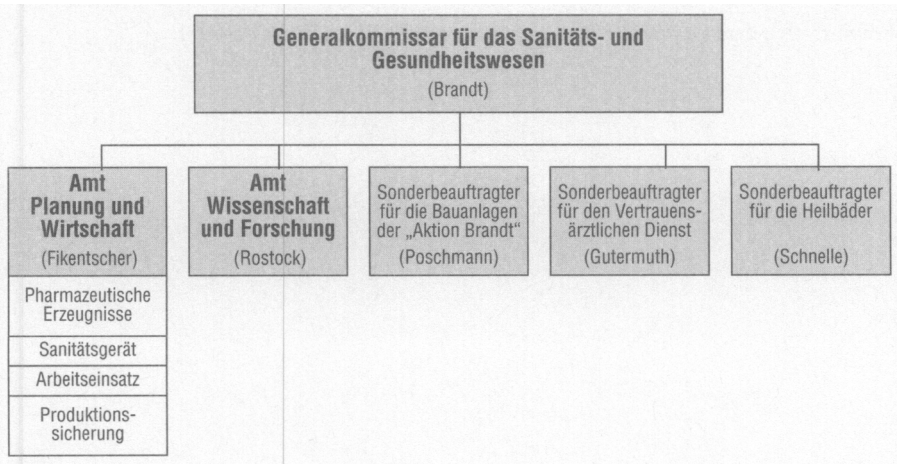 Generalkommissar für das Sanitäts- und
Gesundheitswesen
(Brandt)
Amt
Planung und
Wirtschaft
(Fikentscher)
Pharmazeutische
Erzeugnisse
Sanitätsgerät
Arbeitseinsatz
Produktions-
sicherung
Amt
Wissenschaft
und Forschung
(Rostock)
Sonderbeauftragter
für die Bauanlagen
der „Aktion Brandt“
(Poschmann)
Sonderbeauftragter
für den Vertrauens-
ärztlichen Dienst
(Gutermuth)
Sonderbeauftragter
für die Heilbäder
(Schnelle)